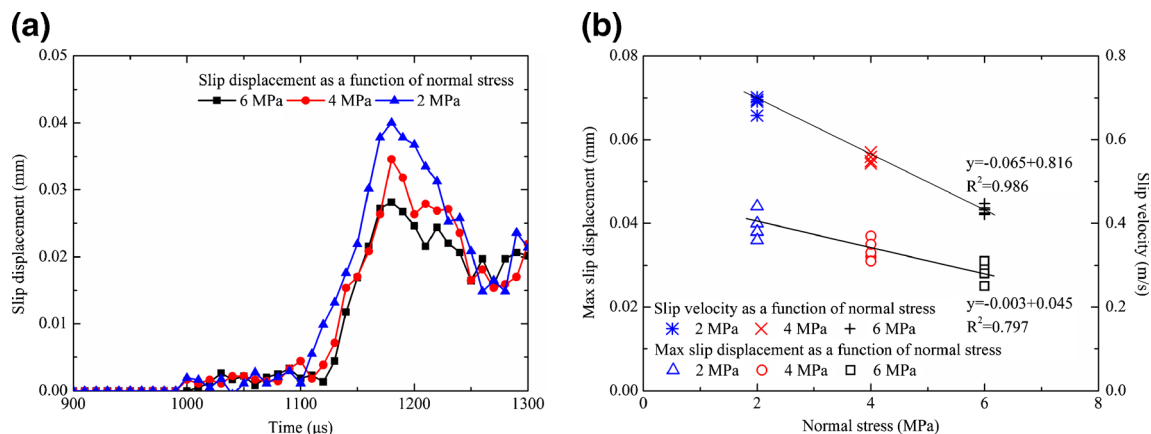 (a)
0.05
0.04
0.03
0.02
0.01
0.00
Slip displacement (mm)
Slip displacement as a function of normal stress
6 MPa 4 MPa 2 MPa
900 1000 1100 1200 1300
Time (μs)
(b)
0.08
0.06
0.04
0.02
0.00
Max slip displacement (mm)
y=-0.065+0.816
R²=0.986
y=-0.003+0.045
R²=0.797
Slip velocity as a function of normal stress
2 MPa 4 MPa 6 MPa
Max slip displacement as a function of normal stress
2 MPa 4 MPa 6 MPa
0 2 4 6 8
Normal stress (MPa)
0.8
0.6
0.4
0.2
0.0
Slip velocity (m/s)